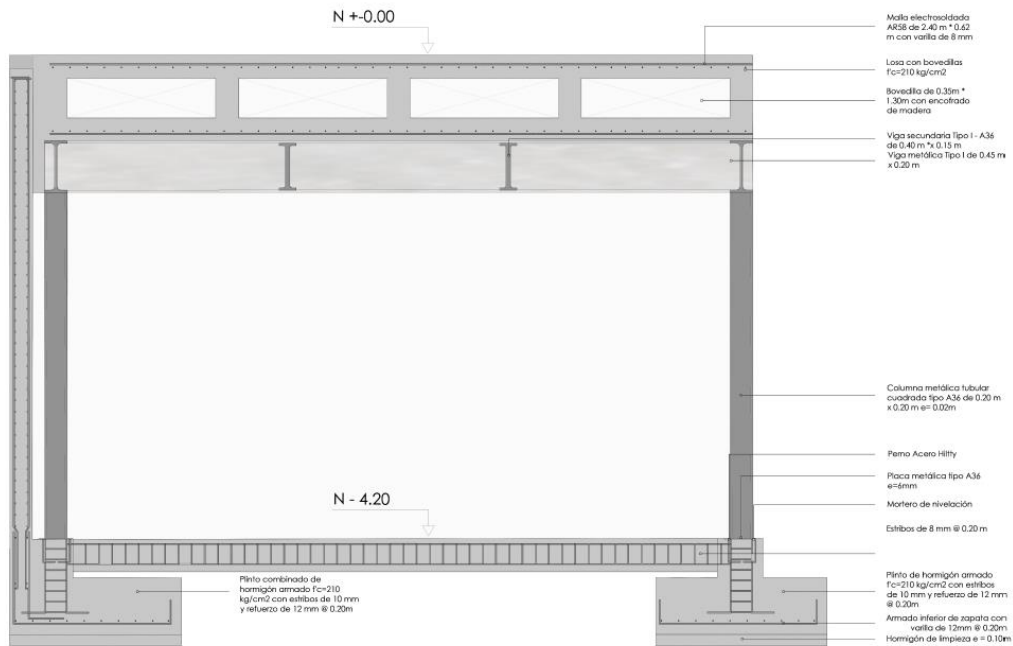 N +-0.00
Malla electrosoldada
AR58 de 2.40 m * 0.62
m con varilla de 8 mm
Losa con bovedillas
f'c=210 kg/cm2
Bovedilla de 0.35m *
1.30m con encofrado
de madera
Viga secundaria Tipo I - A36
de 0.40 m *x 0.15 m
Viga metálica Tipo I de 0.45 m
x 0.20 m
Columna metálica tubular
cuadrada tipo A36 de 0.20 m
x 0.20 m e= 0.02m
Perno Acero Hiltty
Placa metálica tipo A36
e=6mm
N - 4.20
Mortero de nivelación
Estribos de 8 mm @ 0.20 m
Plinto combinado de
hormigón armado f'c=210
kg/cm2 con estribos de 10 mm
y refuerzo de 12 mm @ 0.20m
Plinto de hormigón armado
f'c=210 kg/cm2 con estribos
de 10 mm y refuerzo de 12 mm
@ 0.20m
Armado inferior de zapata con
varilla de 12mm @ 0.20m
Hormigón de limpieza e = 0.10m